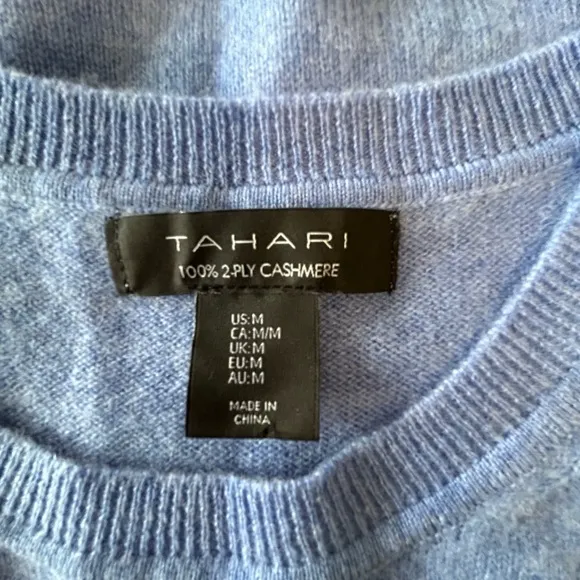 TAHARI
100% 2-PLY CASHMERE
US:M
CA:M/M
UK:M
EU:M
AU:M
MADE IN
CHINA